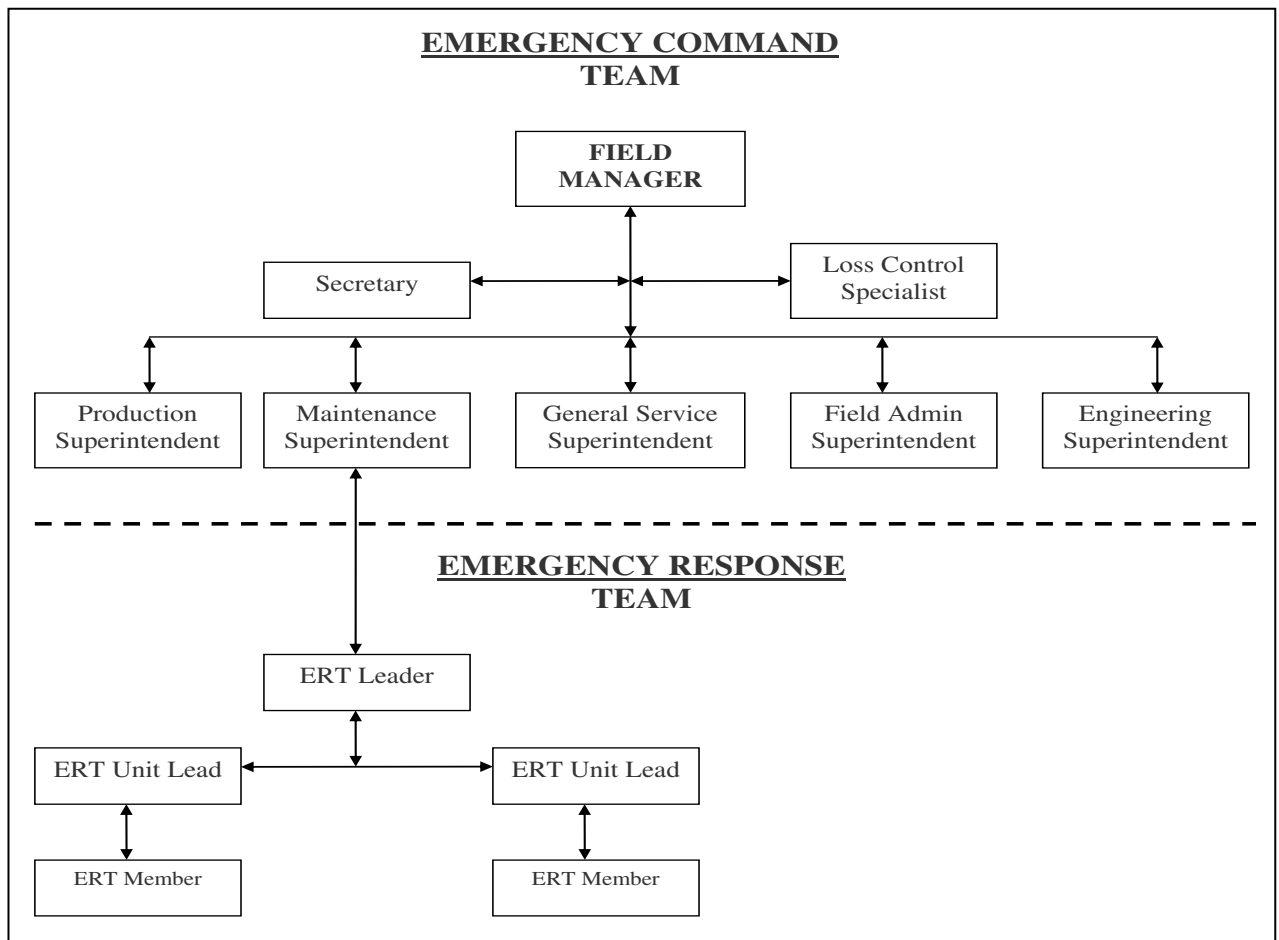 EMERGENCY COMMAND
TEAM
FIELD
MANAGER
Secretary
Loss Control
Specialist
Production
Superintendent
Maintenance
Superintendent
General Service
Superintendent
Field Admin
Superintendent
Engineering
Superintendent
EMERGENCY RESPONSE
TEAM
ERT Leader
ERT Unit Lead
ERT Unit Lead
ERT Member
ERT Member